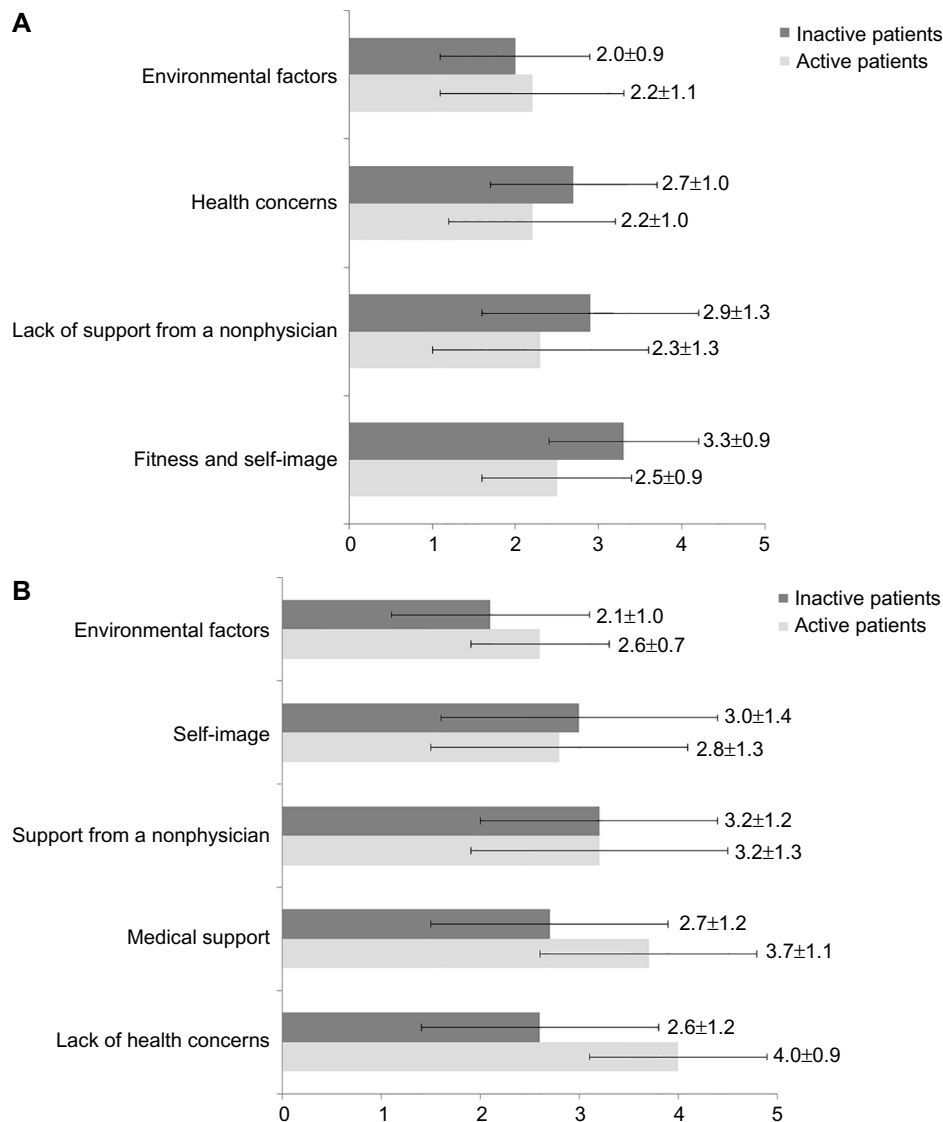 A
Inactive patients
Active patients
Environmental factors
2.0±0.9
2.2±1.1
Health concerns
2.7±1.0
2.2±1.0
Lack of support from a nonphysician
2.9±1.3
2.3±1.3
Fitness and self-image
3.3±0.9
2.5±0.9
0 1 2 3 4 5
B
Inactive patients
Active patients
Environmental factors
2.1±1.0
2.6±0.7
Self-image
3.0±1.4
2.8±1.3
Support from a nonphysician
3.2±1.2
3.2±1.3
Medical support
2.7±1.2
3.7±1.1
Lack of health concerns
2.6±1.2
4.0±0.9
0 1 2 3 4 5